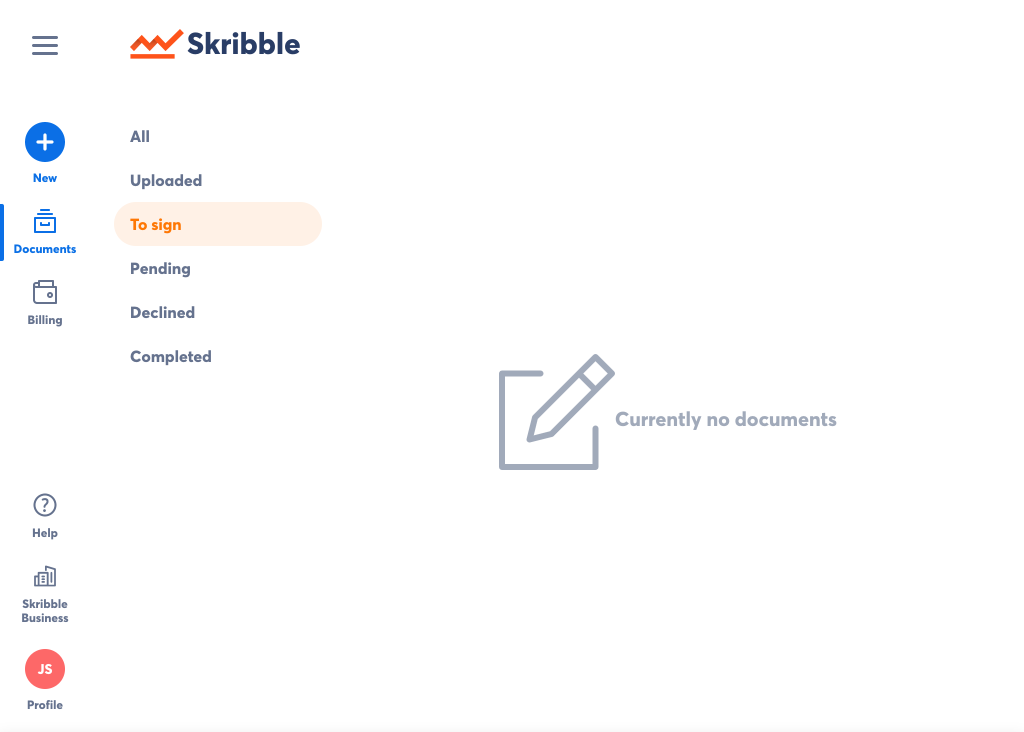 Skribble
New
Documents
Billing
Help
Skribble
Business
JS
Profile
All
Uploaded
To sign
Pending
Declined
Completed
Currently no documents